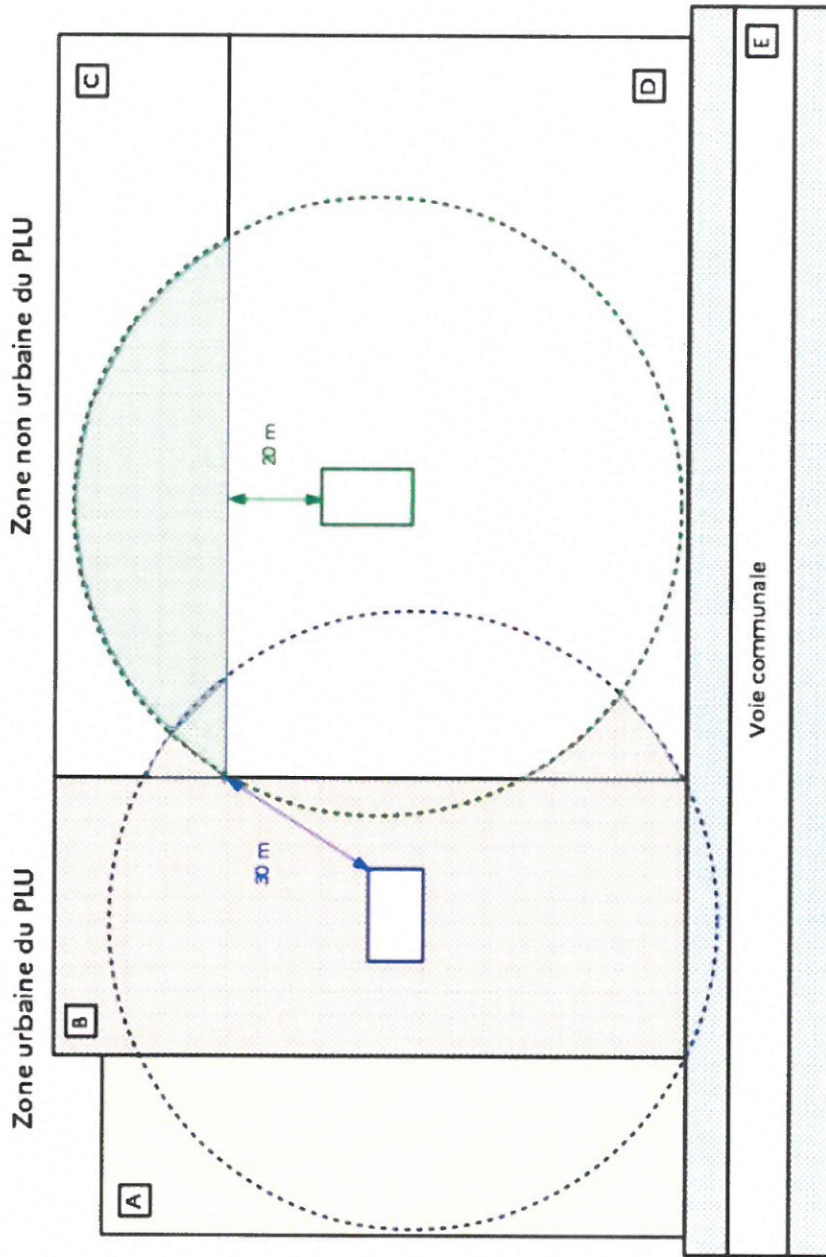 Zone urbaine du PLU
Zone non urbaine du PLU
A
B
C
30 m
20 m
D
Voie communale
E